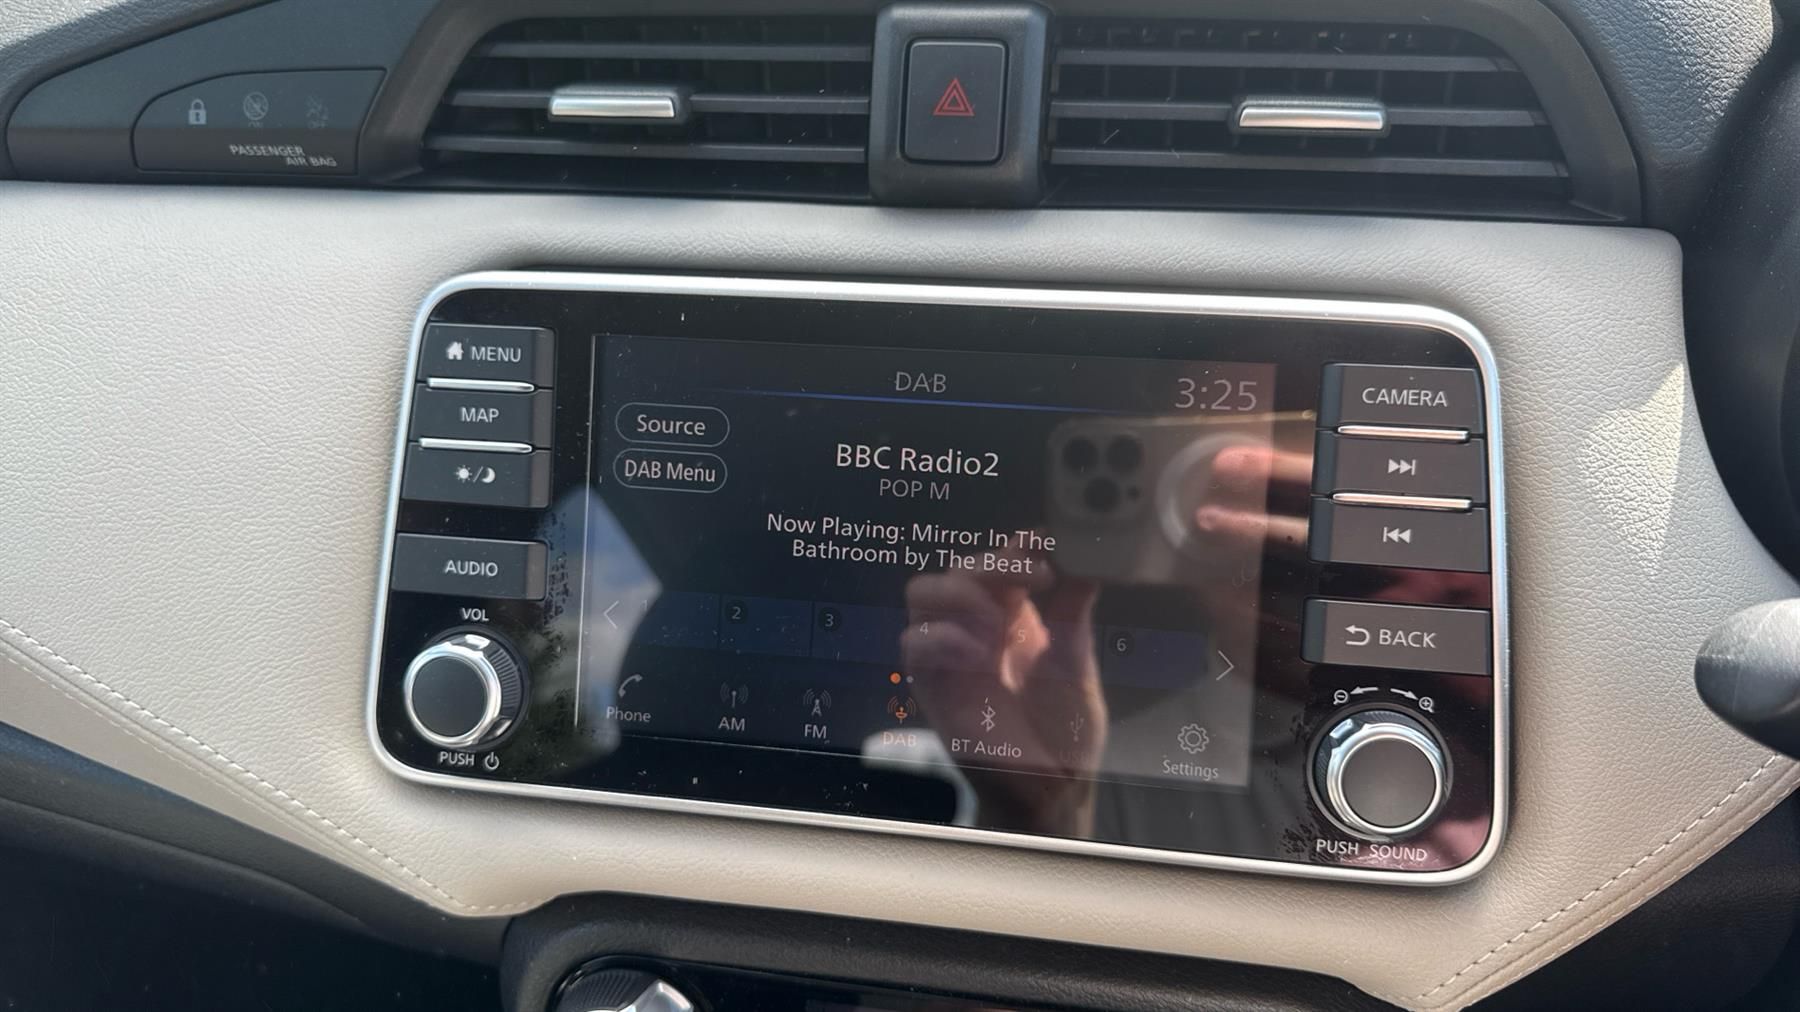 PASSENGER
AIR BAG
MENU
MAP
AUDIO
VOL
PUSH
DAB
3:25
Source
DAB Menu
BBC Radio2
POP M
Now Playing: Mirror In The
Bathroom by The Beat
1 2 3 4 5 6
Phone
AM
FM
DAB
BT Audio
USB
Settings
CAMERA
BACK
PUSH SOUND